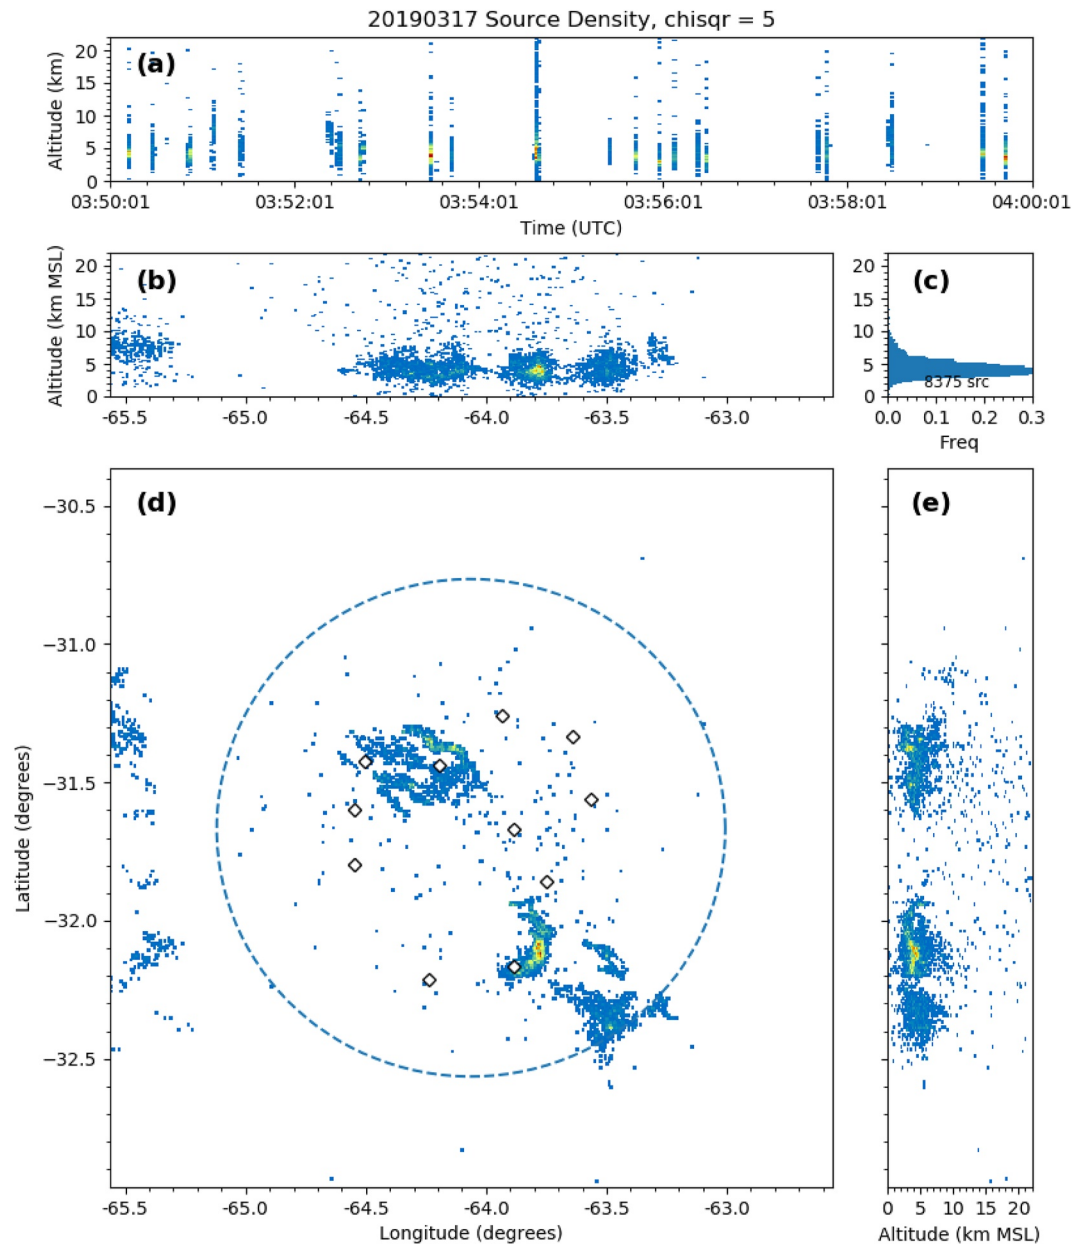 20190317 Source Density, chisqr = 5
(a)
Altitude (km)
20
15
10
5
0
03:50:01 03:52:01 03:54:01 03:56:01 03:58:01 04:00:01
Time (UTC)
(b)
Altitude (km MSL)
20
15
10
5
0
-65.5 -65.0 -64.5 -64.0 -63.5 -63.0
(c)
20
15
10
5
0
8375 src
0.0 0.1 0.2 0.3
Freq
(d)
Latitude (degrees)
−30.5
−31.0
−31.5
−32.0
−32.5
-65.5 -65.0 -64.5 -64.0 -63.5 -63.0
Longitude (degrees)
(e)
0 5 10 15 20
Altitude (km MSL)